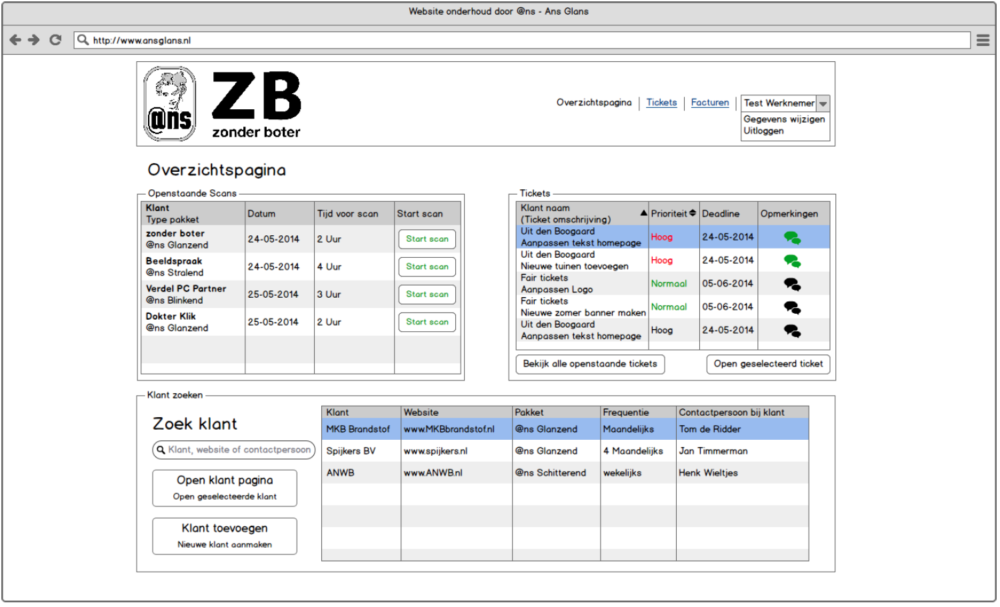 Website onderhoud door @ns - Ans Glans
http://www.ansglans.nl
@ns
ZB
zonder boter
Overzichtspagina
Tickets
Facturen
Test Werknemer
Gegevens wijzigen
Uitloggen
Overzichtspagina
Openstaande Scans
Klant
Type pakket
Datum
Tijd voor scan
Start scan
zonder boter
@ns Glanzend
24-05-2014
2 Uur
Start scan
Beeldspraak
@ns Stralend
24-05-2014
4 Uur
Start scan
Verdel PC Partner
@ns Blinkend
25-05-2014
3 Uur
Start scan
Dokter Klik
@ns Glanzend
25-05-2014
2 Uur
Start scan
Tickets
Klant naam
(Ticket omschrijving)
Prioriteit
Deadline
Opmerkingen
Uit den Boogaard
Aanpassen tekst homepage
Hoog
24-05-2014
Uit den Boogaard
Nieuwe tuinen toevoegen
Hoog
24-05-2014
Fair tickets
Aanpassen Logo
Normaal
05-06-2014
Fair tickets
Nieuwe zomer banner maken
Normaal
05-06-2014
Uit den Boogaard
Aanpassen tekst homepage
Hoog
24-05-2014
Bekijk alle openstaande tickets
Open geselecteerd ticket
Klant zoeken
Zoek klant
Klant, website of contactpersoon
Open klant pagina
Open geselecteerde klant
Klant toevoegen
Nieuwe klant aanmaken
Klant
Website
Pakket
Frequentie
Contactpersoon bij klant
MKB Brandstof
www.MKBbrandstof.nl
@ns Glanzend
Maandelijks
Tom de Ridder
Spijkers BV
www.spijkers.nl
@ns Glanzend
4 Maandelijks
Jan Timmerman
ANWB
www.ANWB.nl
@ns Schitterend
wekelijks
Henk Wieltjes